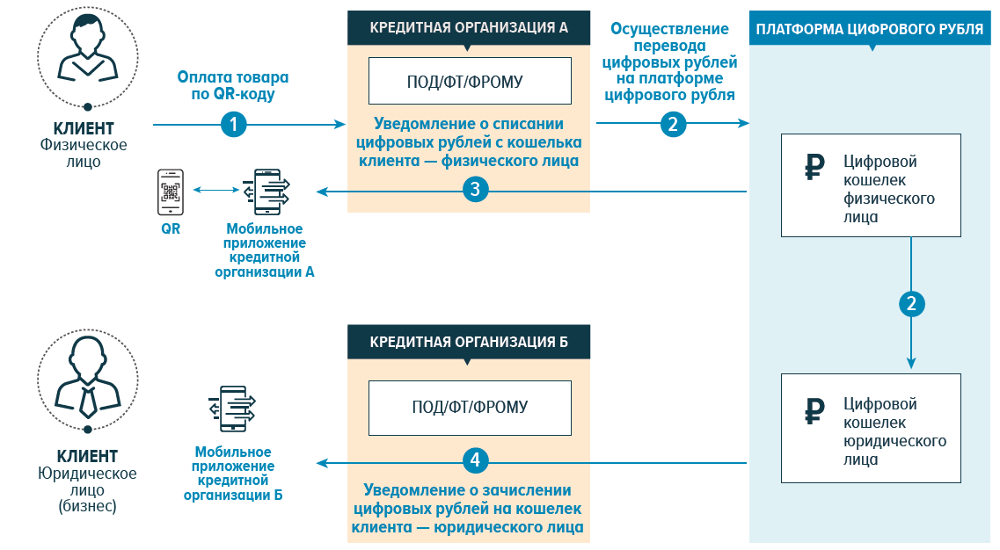 КЛИЕНТ
Физическое
лицо
Оплата товара
по QR-коду
1
QR
Мобильное
приложение
кредитной
организации А
КРЕДИТНАЯ ОРГАНИЗАЦИЯ А
ПОД/ФТ/ФРОМУ
Уведомление о списании
цифровых рублей с кошелька
клиента — физического лица
3
Осуществление
перевода
цифровых рублей
на платформе
цифрового рубля
2
ПЛАТФОРМА ЦИФРОВОГО РУБЛЯ
₽
Цифровой
кошелек
физического
лица
2
₽
Цифровой
кошелек
юридического
лица
КЛИЕНТ
Юридическое
лицо
(бизнес)
Мобильное
приложение
кредитной
организации Б
КРЕДИТНАЯ ОРГАНИЗАЦИЯ Б
ПОД/ФТ/ФРОМУ
4
Уведомление о зачислении
цифровых рублей на кошелек
клиента — юридического лица